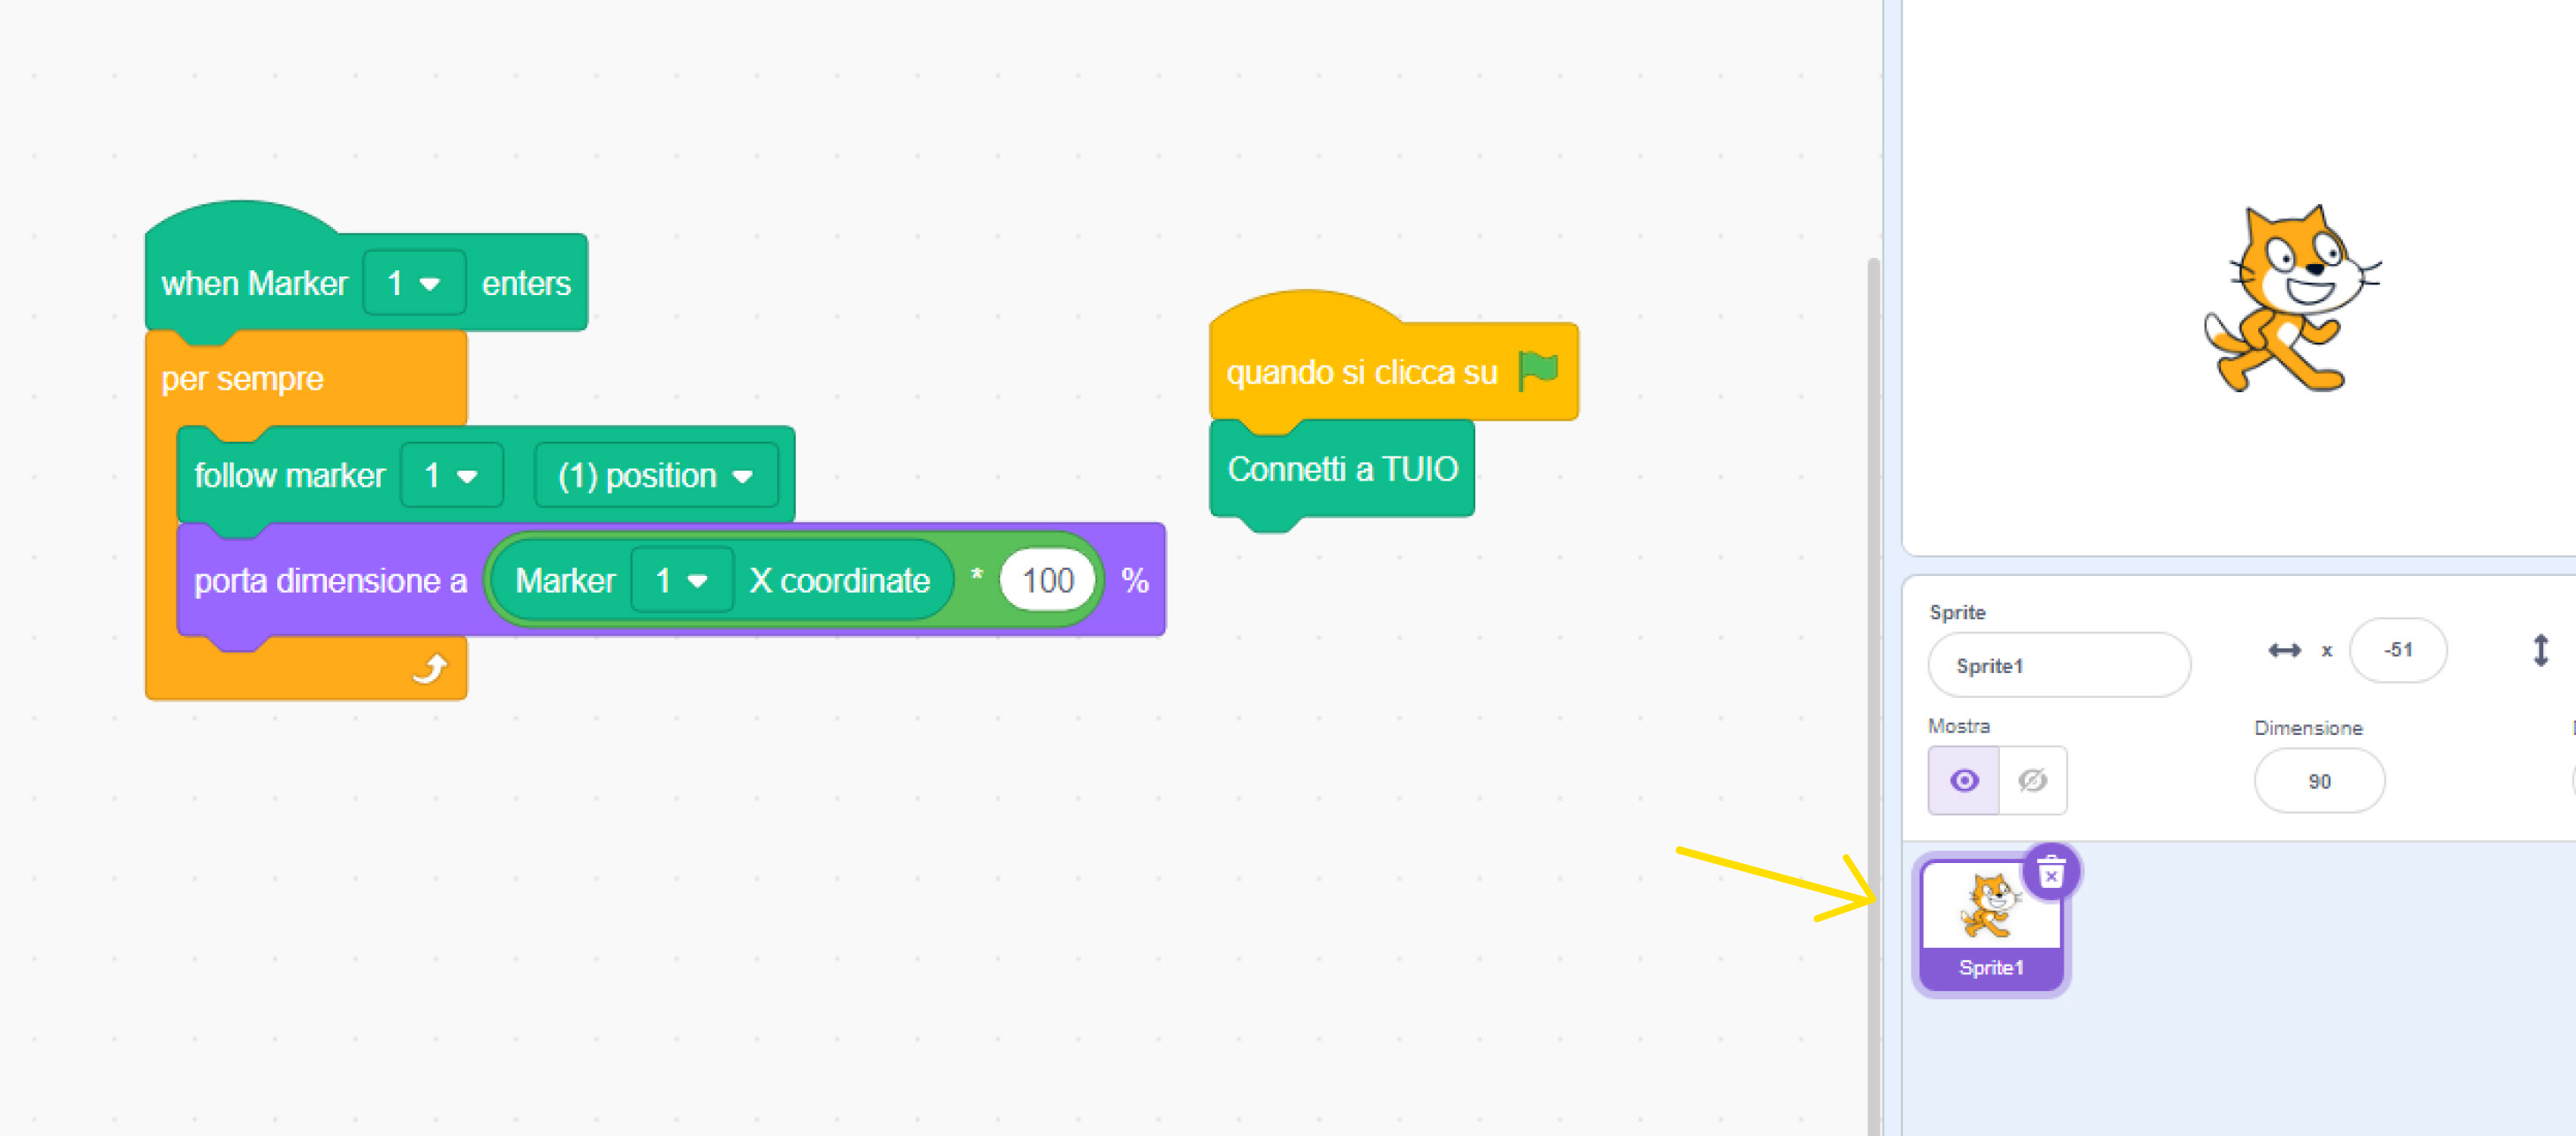 when Marker 1 enters
per sempre
follow marker 1 (1) position
porta dimensione a Marker 1 X coordinate * 100 %
quando si clicca su
Connetti a TUIO
Sprite
Sprite1
x -51
Mostra
Dimensione
90
Sprite1